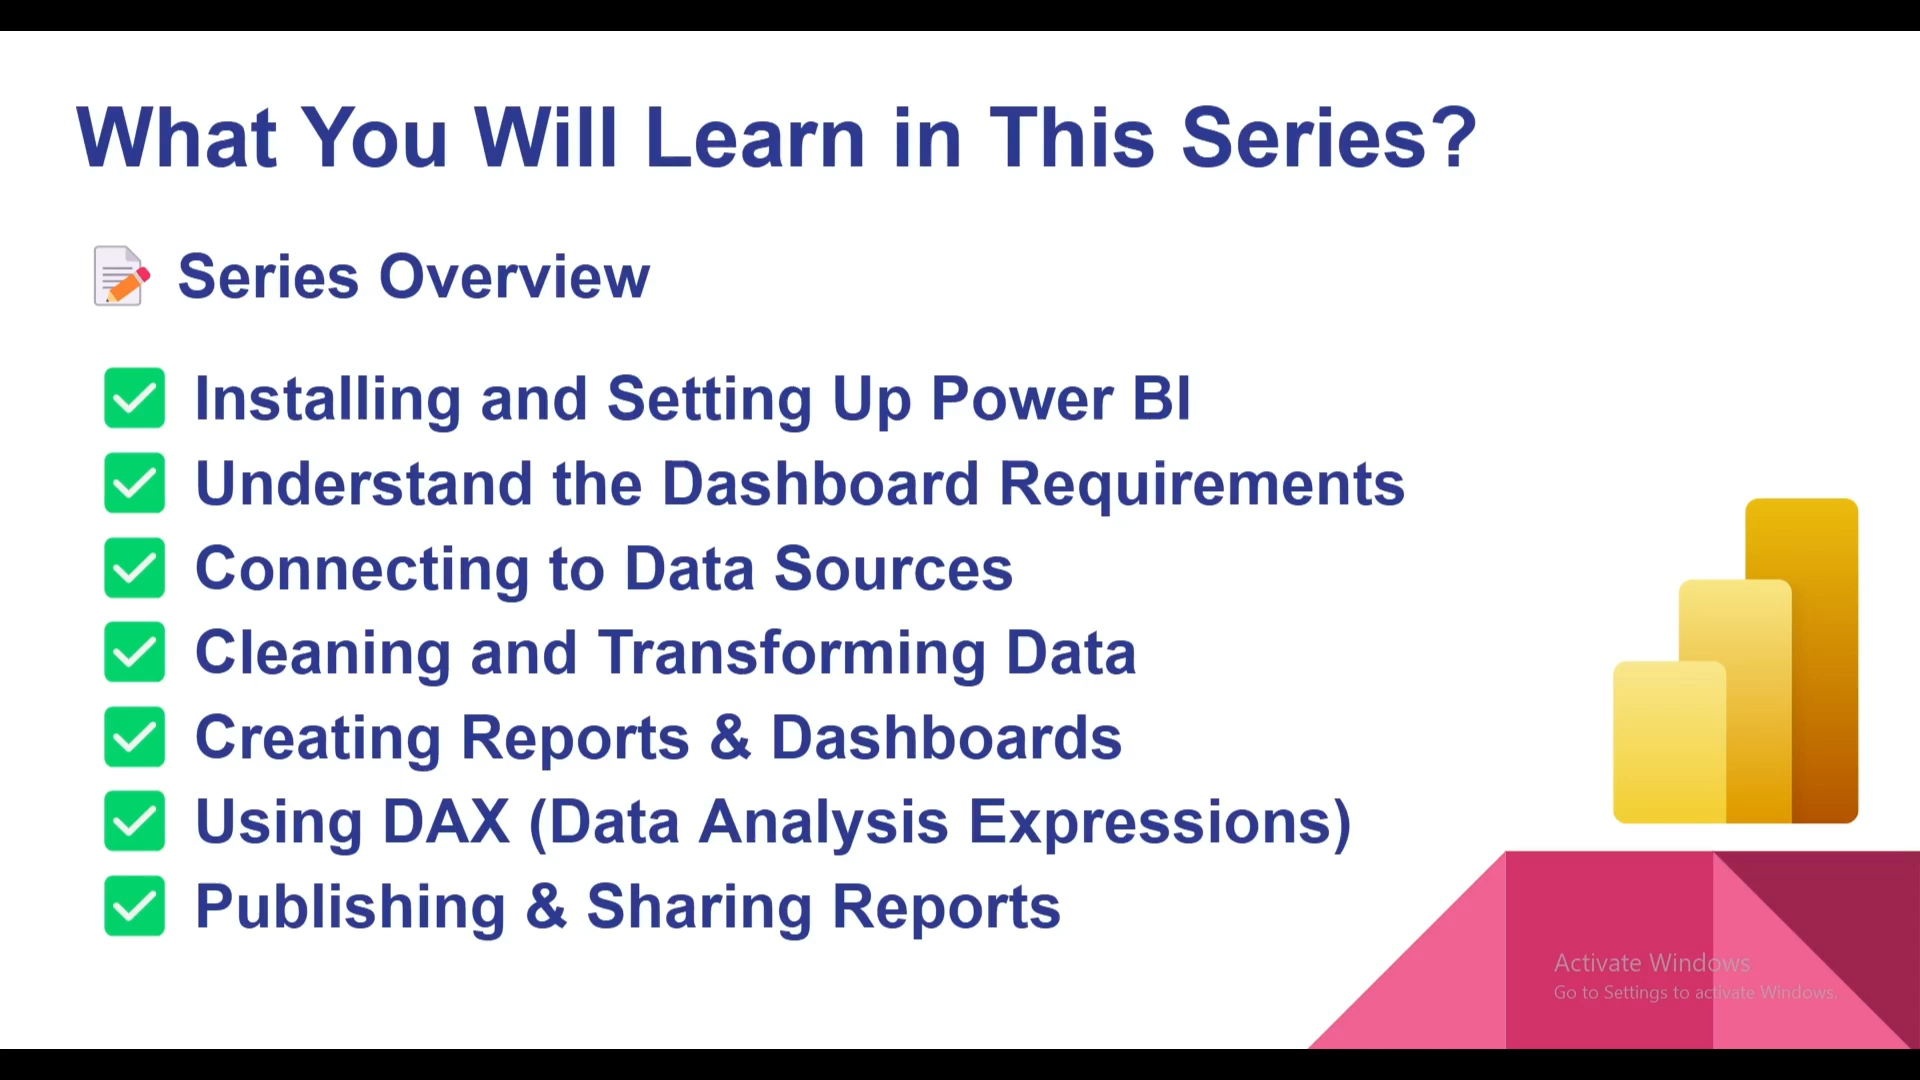 What You Will Learn in This Series?
Series Overview
Installing and Setting Up Power BI
Understand the Dashboard Requirements
Connecting to Data Sources
Cleaning and Transforming Data
Creating Reports & Dashboards
Using DAX (Data Analysis Expressions)
Publishing & Sharing Reports
Activate Windows
Go to Settings to activate Windows.